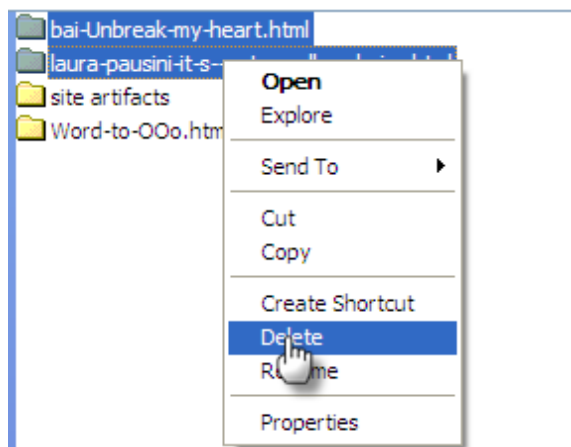 bai-Unbreak-my-heart.html
laura-pausini-it-s-
site artifacts
Word-to-OOo.htm
Open
Explore
Send To
Cut
Copy
Create Shortcut
Delete
Rename
Properties